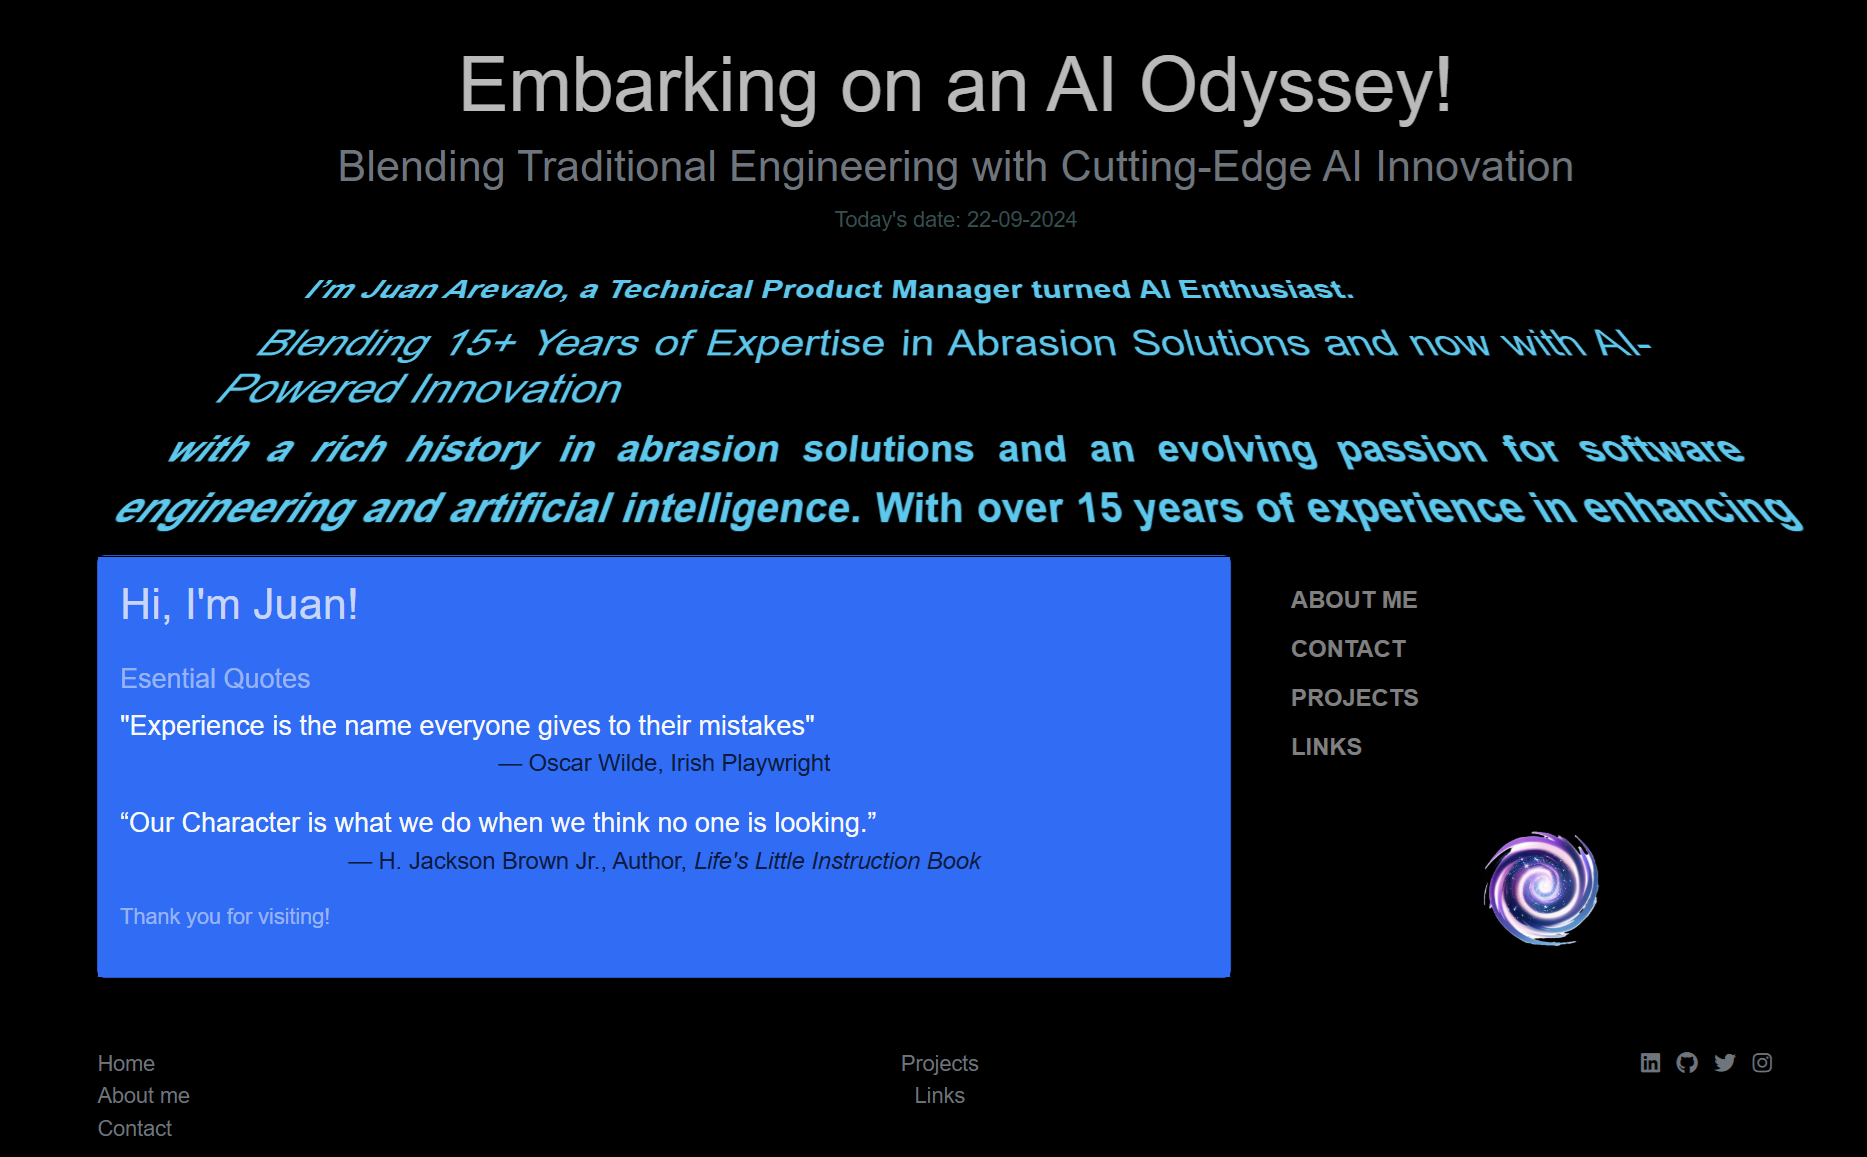 Embarking on an AI Odyssey!
Blending Traditional Engineering with Cutting-Edge AI Innovation
Today's date: 22-09-2024
I’m Juan Arevalo, a Technical Product Manager turned AI Enthusiast.
Blending 15+ Years of Expertise in Abrasion Solutions and now with AI-
Powered Innovation
with a rich history in abrasion solutions and an evolving passion for software
engineering and artificial intelligence. With over 15 years of experience in enhancing
Hi, I'm Juan!
Esential Quotes
"Experience is the name everyone gives to their mistakes"
— Oscar Wilde, Irish Playwright
“Our Character is what we do when we think no one is looking.”
— H. Jackson Brown Jr., Author, Life's Little Instruction Book
Thank you for visiting!
ABOUT ME
CONTACT
PROJECTS
LINKS
Home
About me
Contact
Projects
Links